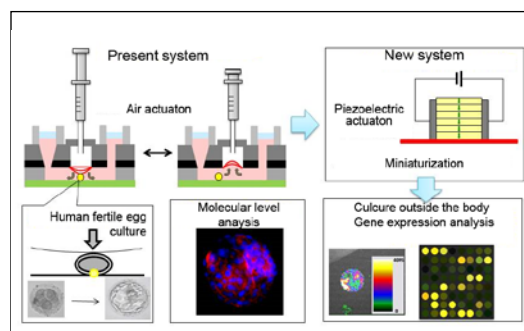 Present system
Air actuaton
New system
Piezoelectric
actuaton
Miniaturization
Human fertile egg
culture
Molecular level
anaysis
Culcure outside the body
Gene expression analysis